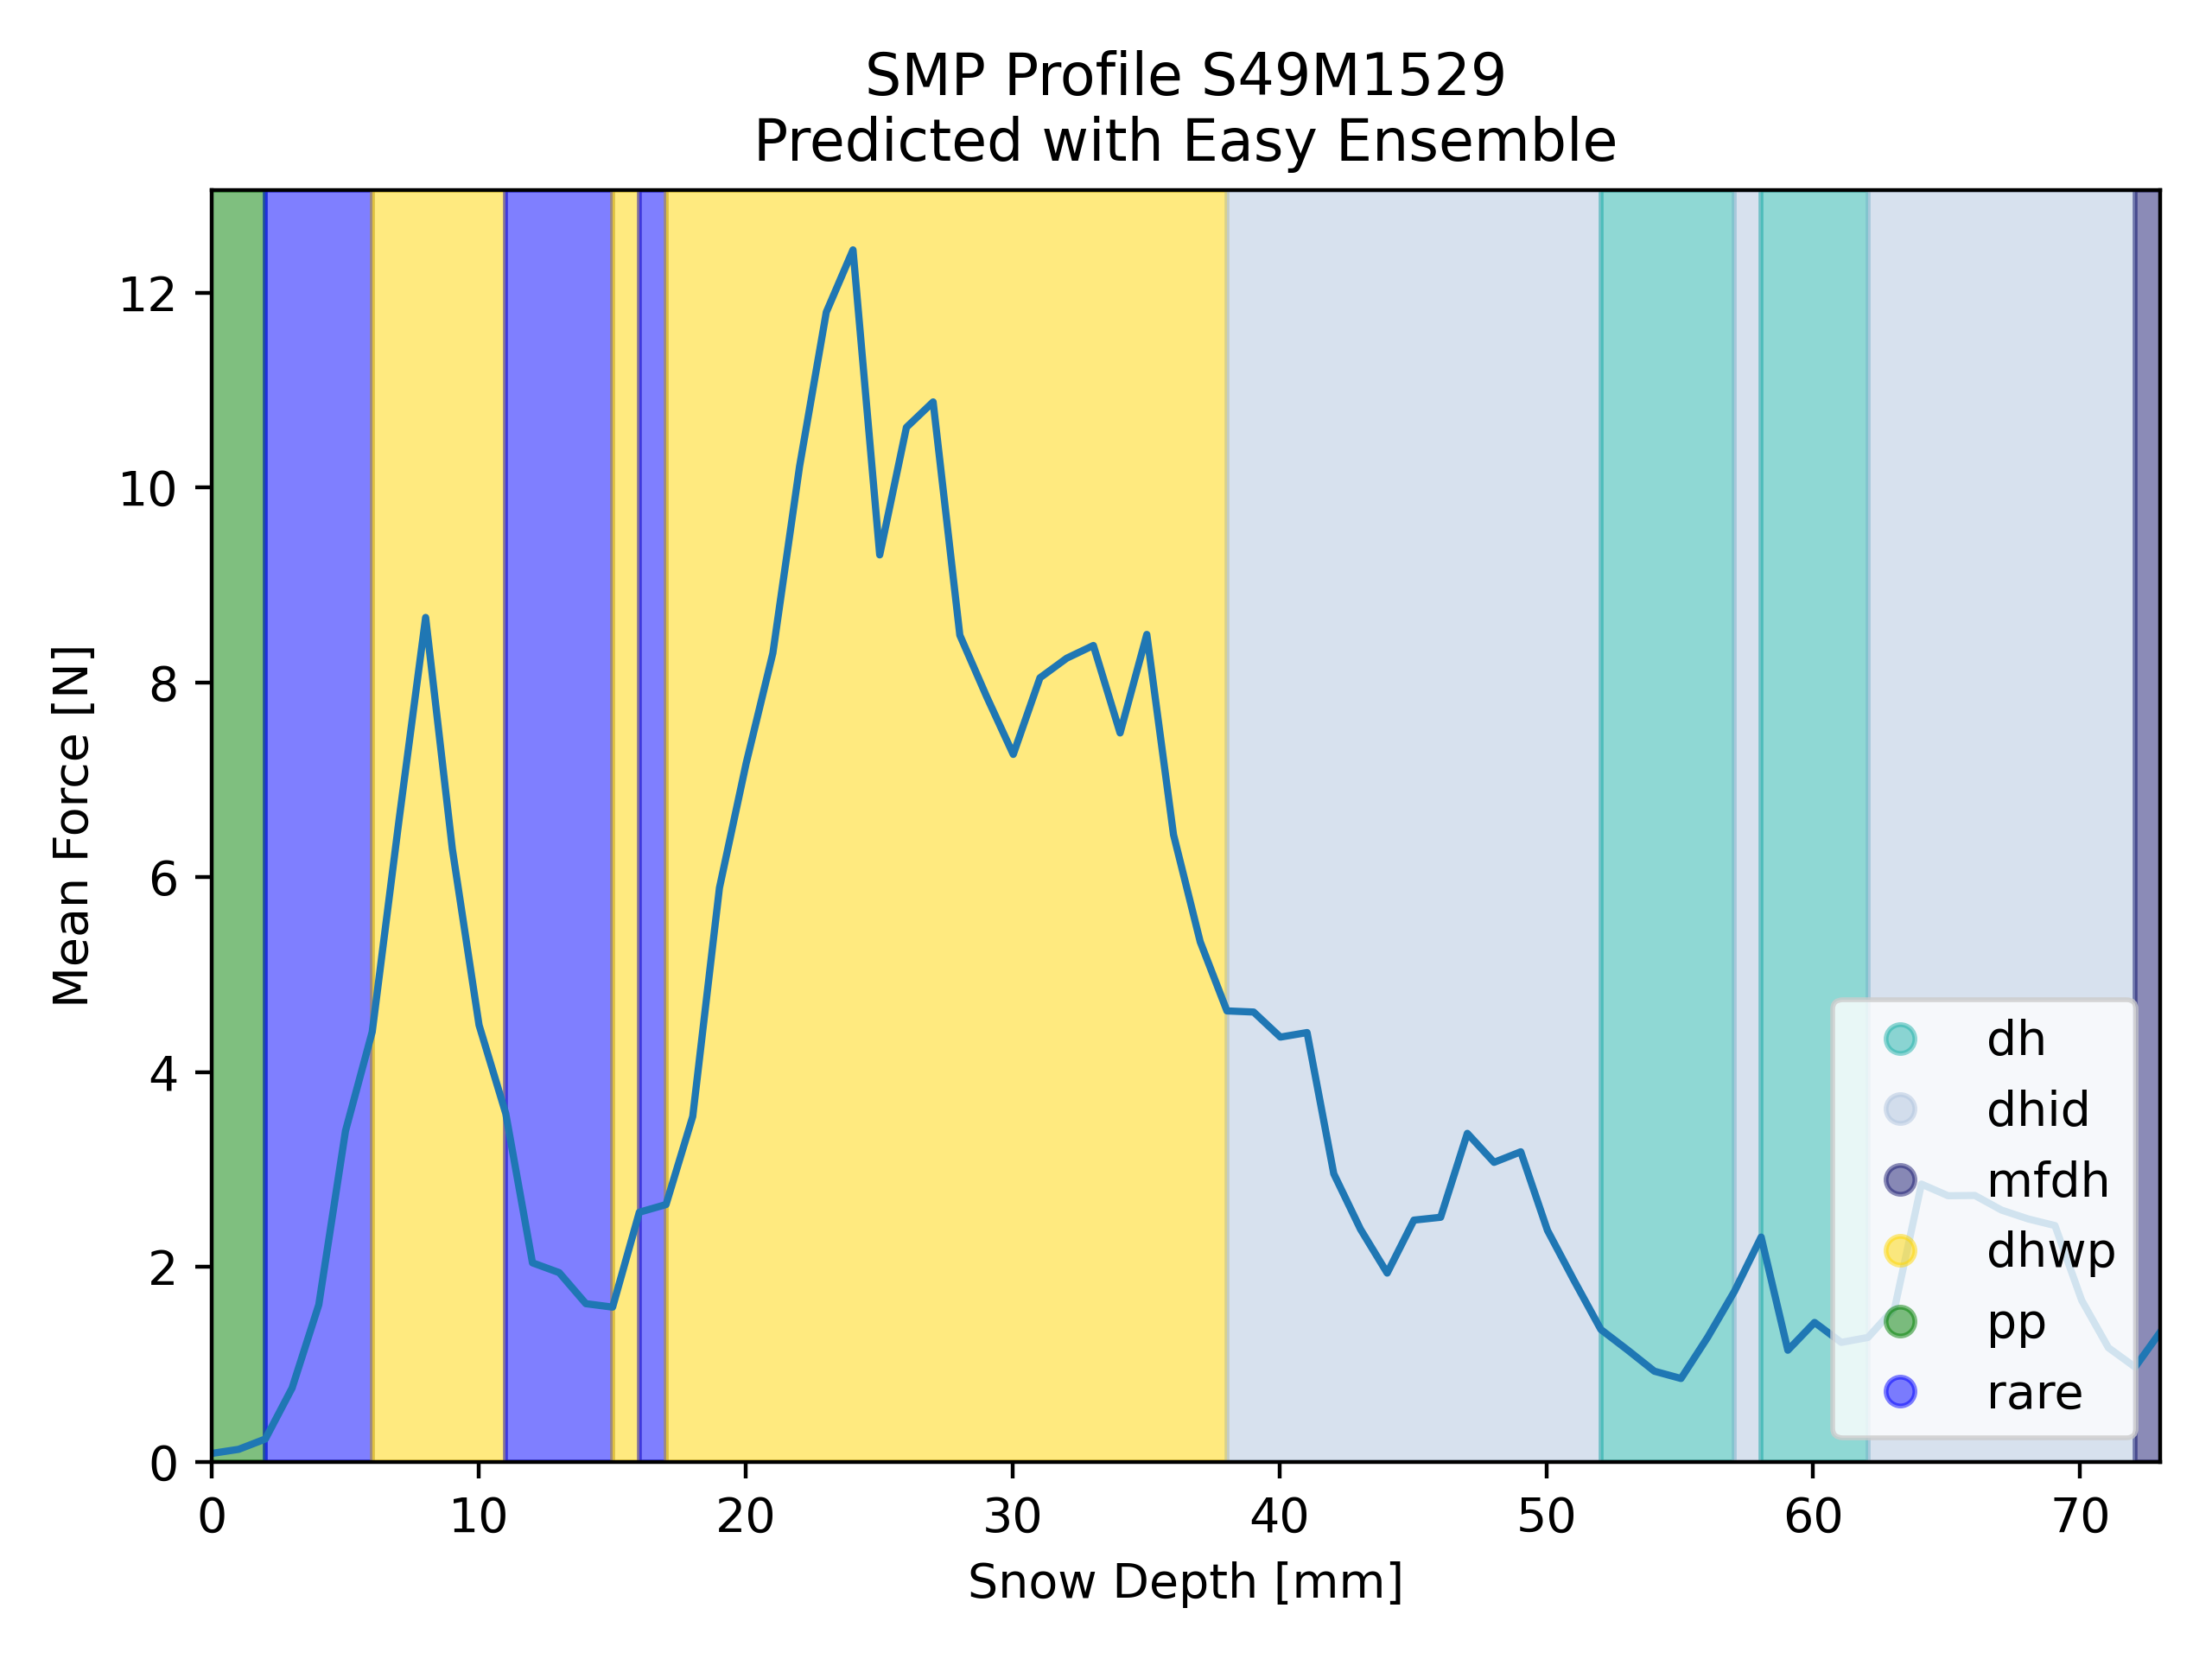 SMP Profile S49M1529
Predicted with Easy Ensemble
Mean Force [N]
12
10
8
6
4
2
0
0 10 20 30 40 50 60 70
Snow Depth [mm]
dh
dhid
mfdh
dhwp
pp
rare